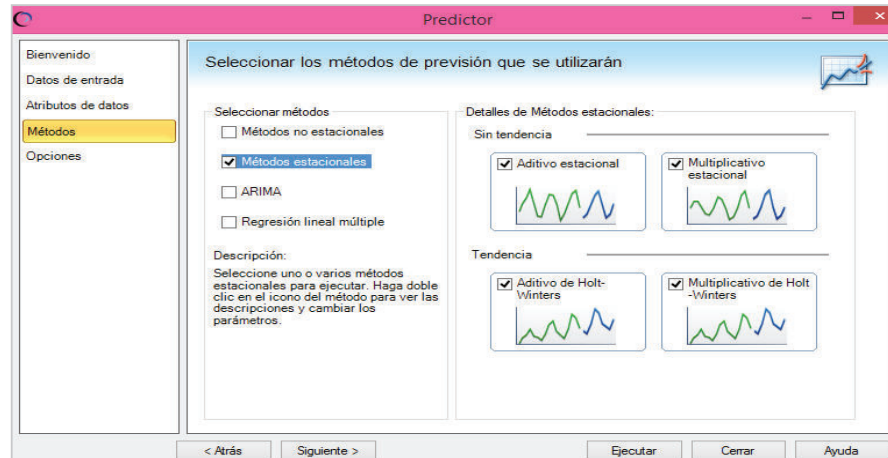 Predictor
Bienvenido
Datos de entrada
Atributos de datos
Métodos
Opciones
Seleccionar los métodos de previsión que se utilizarán
Seleccionar métodos
Métodos no estacionales
Métodos estacionales
ARIMA
Regresión lineal múltiple
Descripción:
Seleccione uno o varios métodos
estacionales para ejecutar. Haga doble
clic en el icono del método para ver las
descripciones y cambiar los
parámetros.
Detalles de Métodos estacionales:
Sin tendencia
Aditivo estacional
Multiplicativo
estacional
Tendencia
Aditivo de Holt-
Winters
Multiplicativo de Holt
-Winters
< Atrás
Siguiente >
Ejecutar
Cerrar
Ayuda